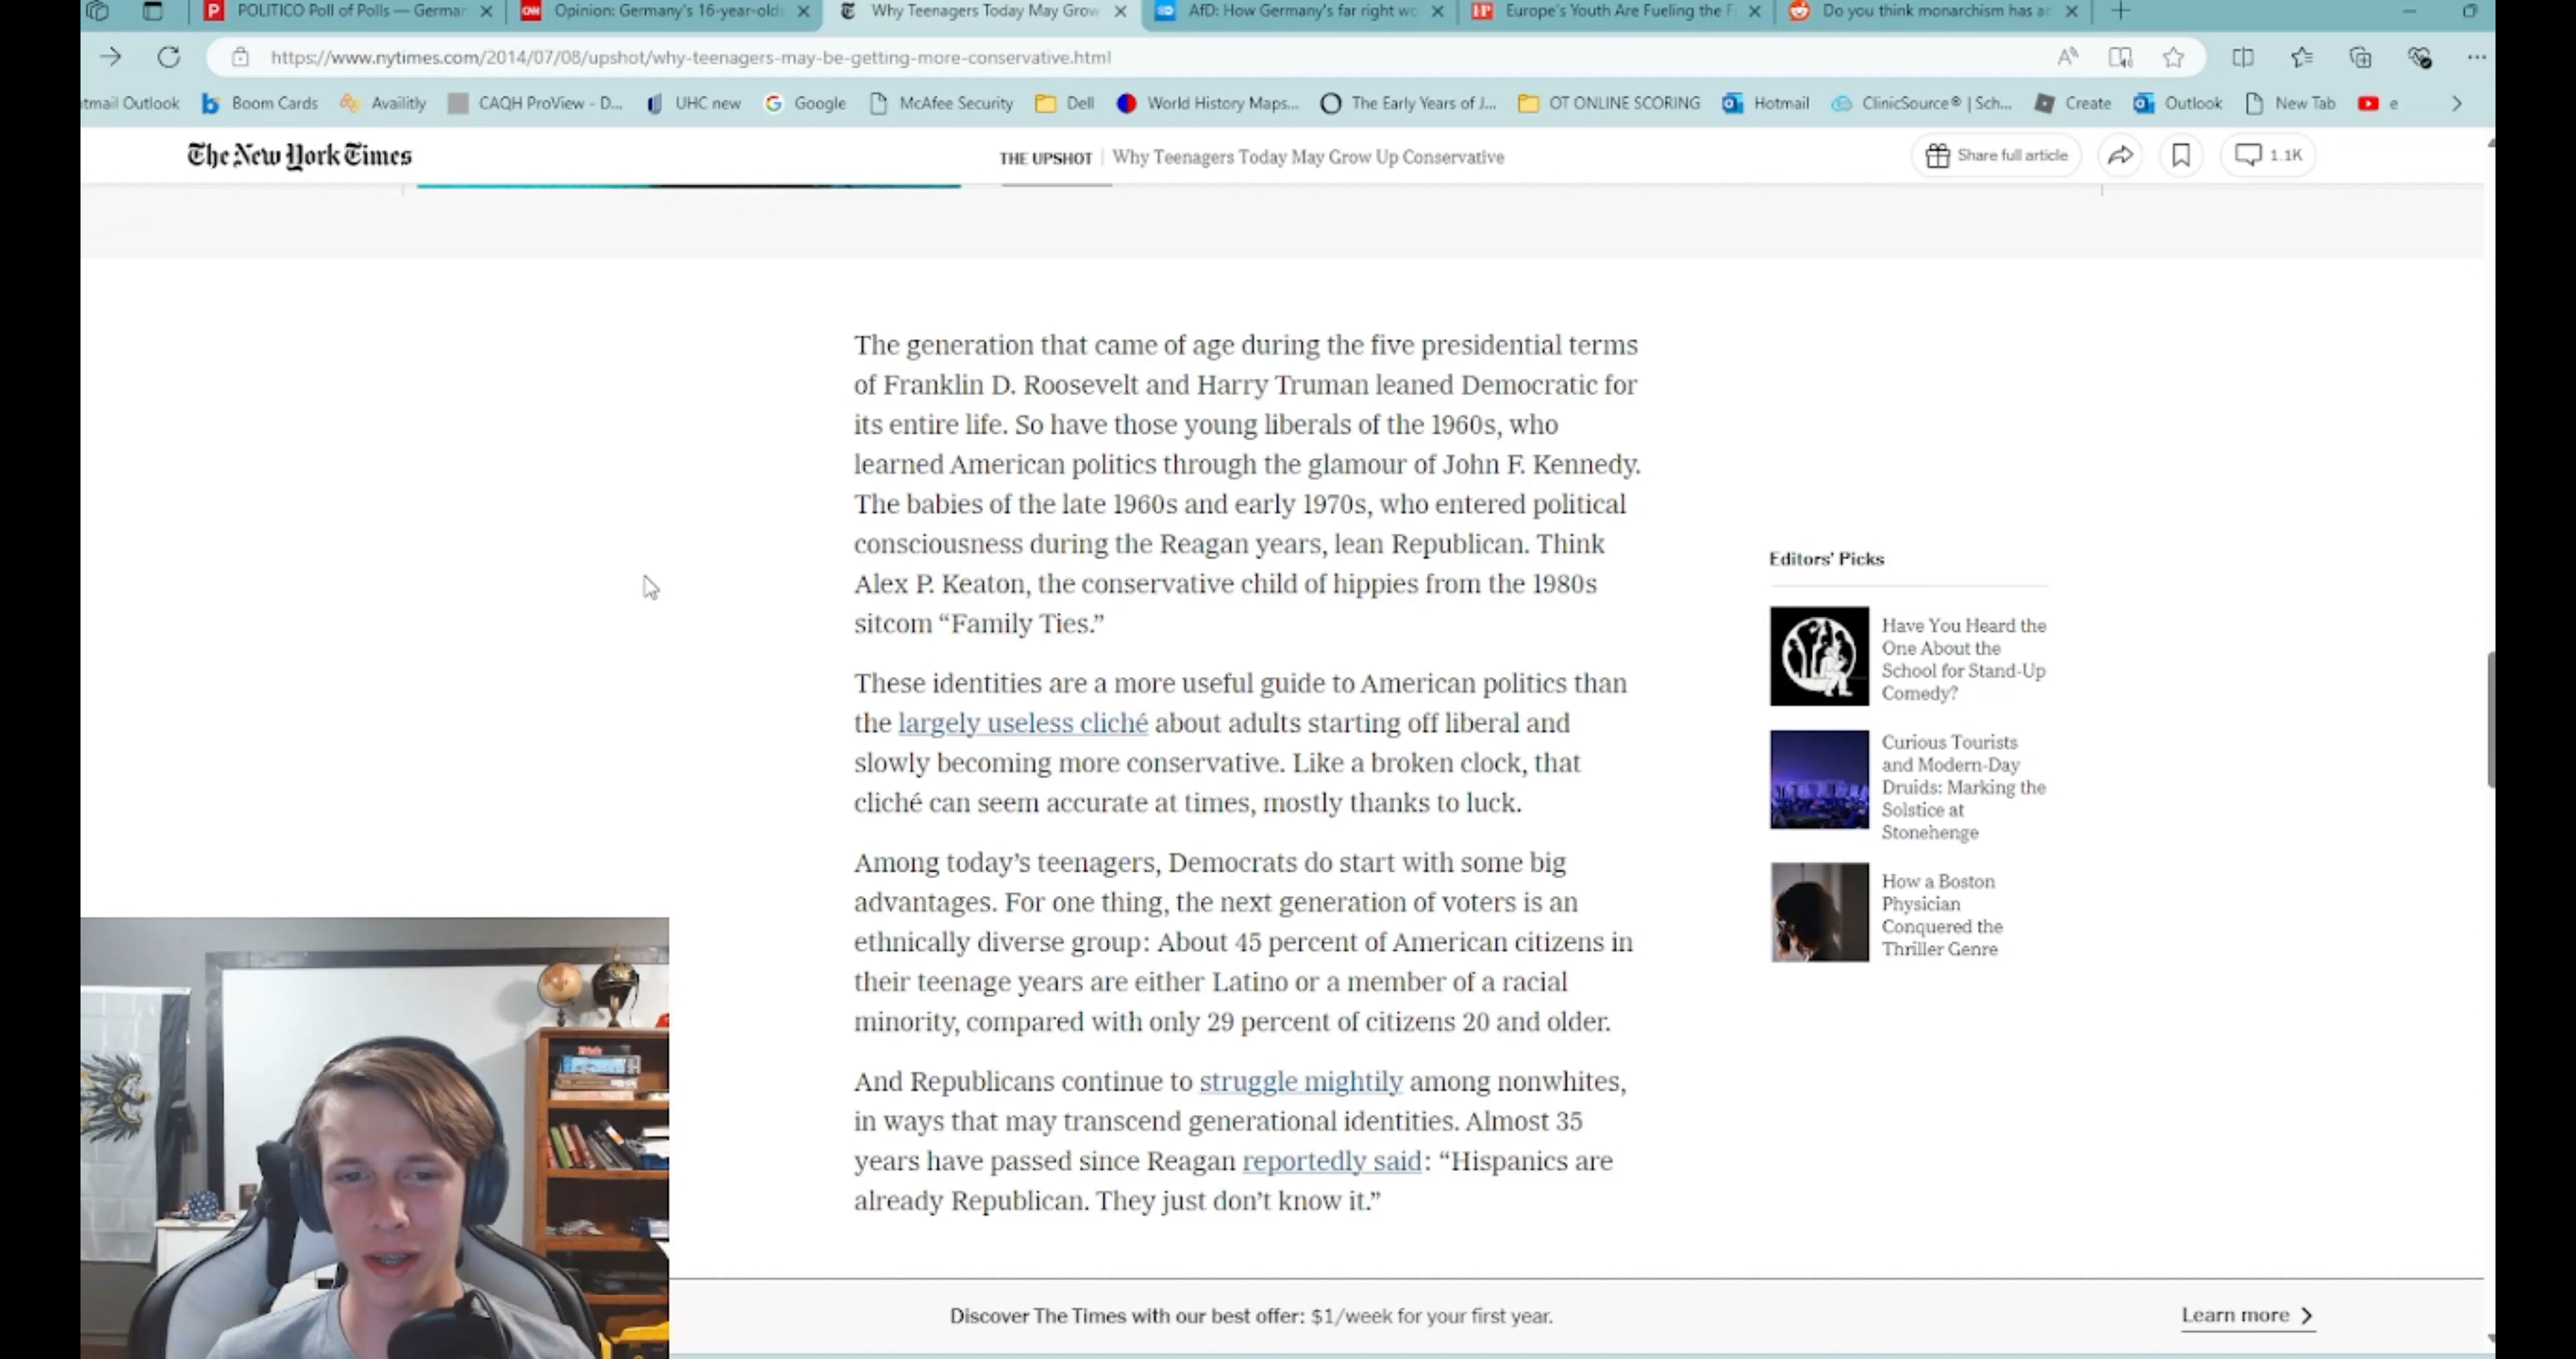 POLITICO Poll of Polls — German
Opinion: Germany's 16-year-olds
Why Teenagers Today May Grow
AfD: How Germany's far right wo
Europe's Youth Are Fueling the F
Do you think monarchism has a
https://www.nytimes.com/2014/07/08/upshot/why-teenagers-may-be-getting-more-conservative.html
tmail Outlook
Boom Cards
Availitly
CAQH ProView - D...
UHC new
Google
McAfee Security
Dell
World History Maps...
The Early Years of J...
OT ONLINE SCORING
Hotmail
ClinicSource® | Sch...
Create
Outlook
New Tab
e
The New York Times
THE UPSHOT | Why Teenagers Today May Grow Up Conservative
Share full article
1.1K
The generation that came of age during the five presidential terms
of Franklin D. Roosevelt and Harry Truman leaned Democratic for
its entire life. So have those young liberals of the 1960s, who
learned American politics through the glamour of John F. Kennedy.
The babies of the late 1960s and early 1970s, who entered political
consciousness during the Reagan years, lean Republican. Think
Alex P. Keaton, the conservative child of hippies from the 1980s
sitcom “Family Ties.”
These identities are a more useful guide to American politics than
the largely useless cliché about adults starting off liberal and
slowly becoming more conservative. Like a broken clock, that
cliché can seem accurate at times, mostly thanks to luck.
Among today’s teenagers, Democrats do start with some big
advantages. For one thing, the next generation of voters is an
ethnically diverse group: About 45 percent of American citizens in
their teenage years are either Latino or a member of a racial
minority, compared with only 29 percent of citizens 20 and older.
And Republicans continue to struggle mightily among nonwhites,
in ways that may transcend generational identities. Almost 35
years have passed since Reagan reportedly said: “Hispanics are
already Republican. They just don’t know it.”
Editors’ Picks
Have You Heard the
One About the
School for Stand-Up
Comedy?
Curious Tourists
and Modern-Day
Druids: Marking the
Solstice at
Stonehenge
How a Boston
Physician
Conquered the
Thriller Genre
Discover The Times with our best offer: $1/week for your first year.
Learn more